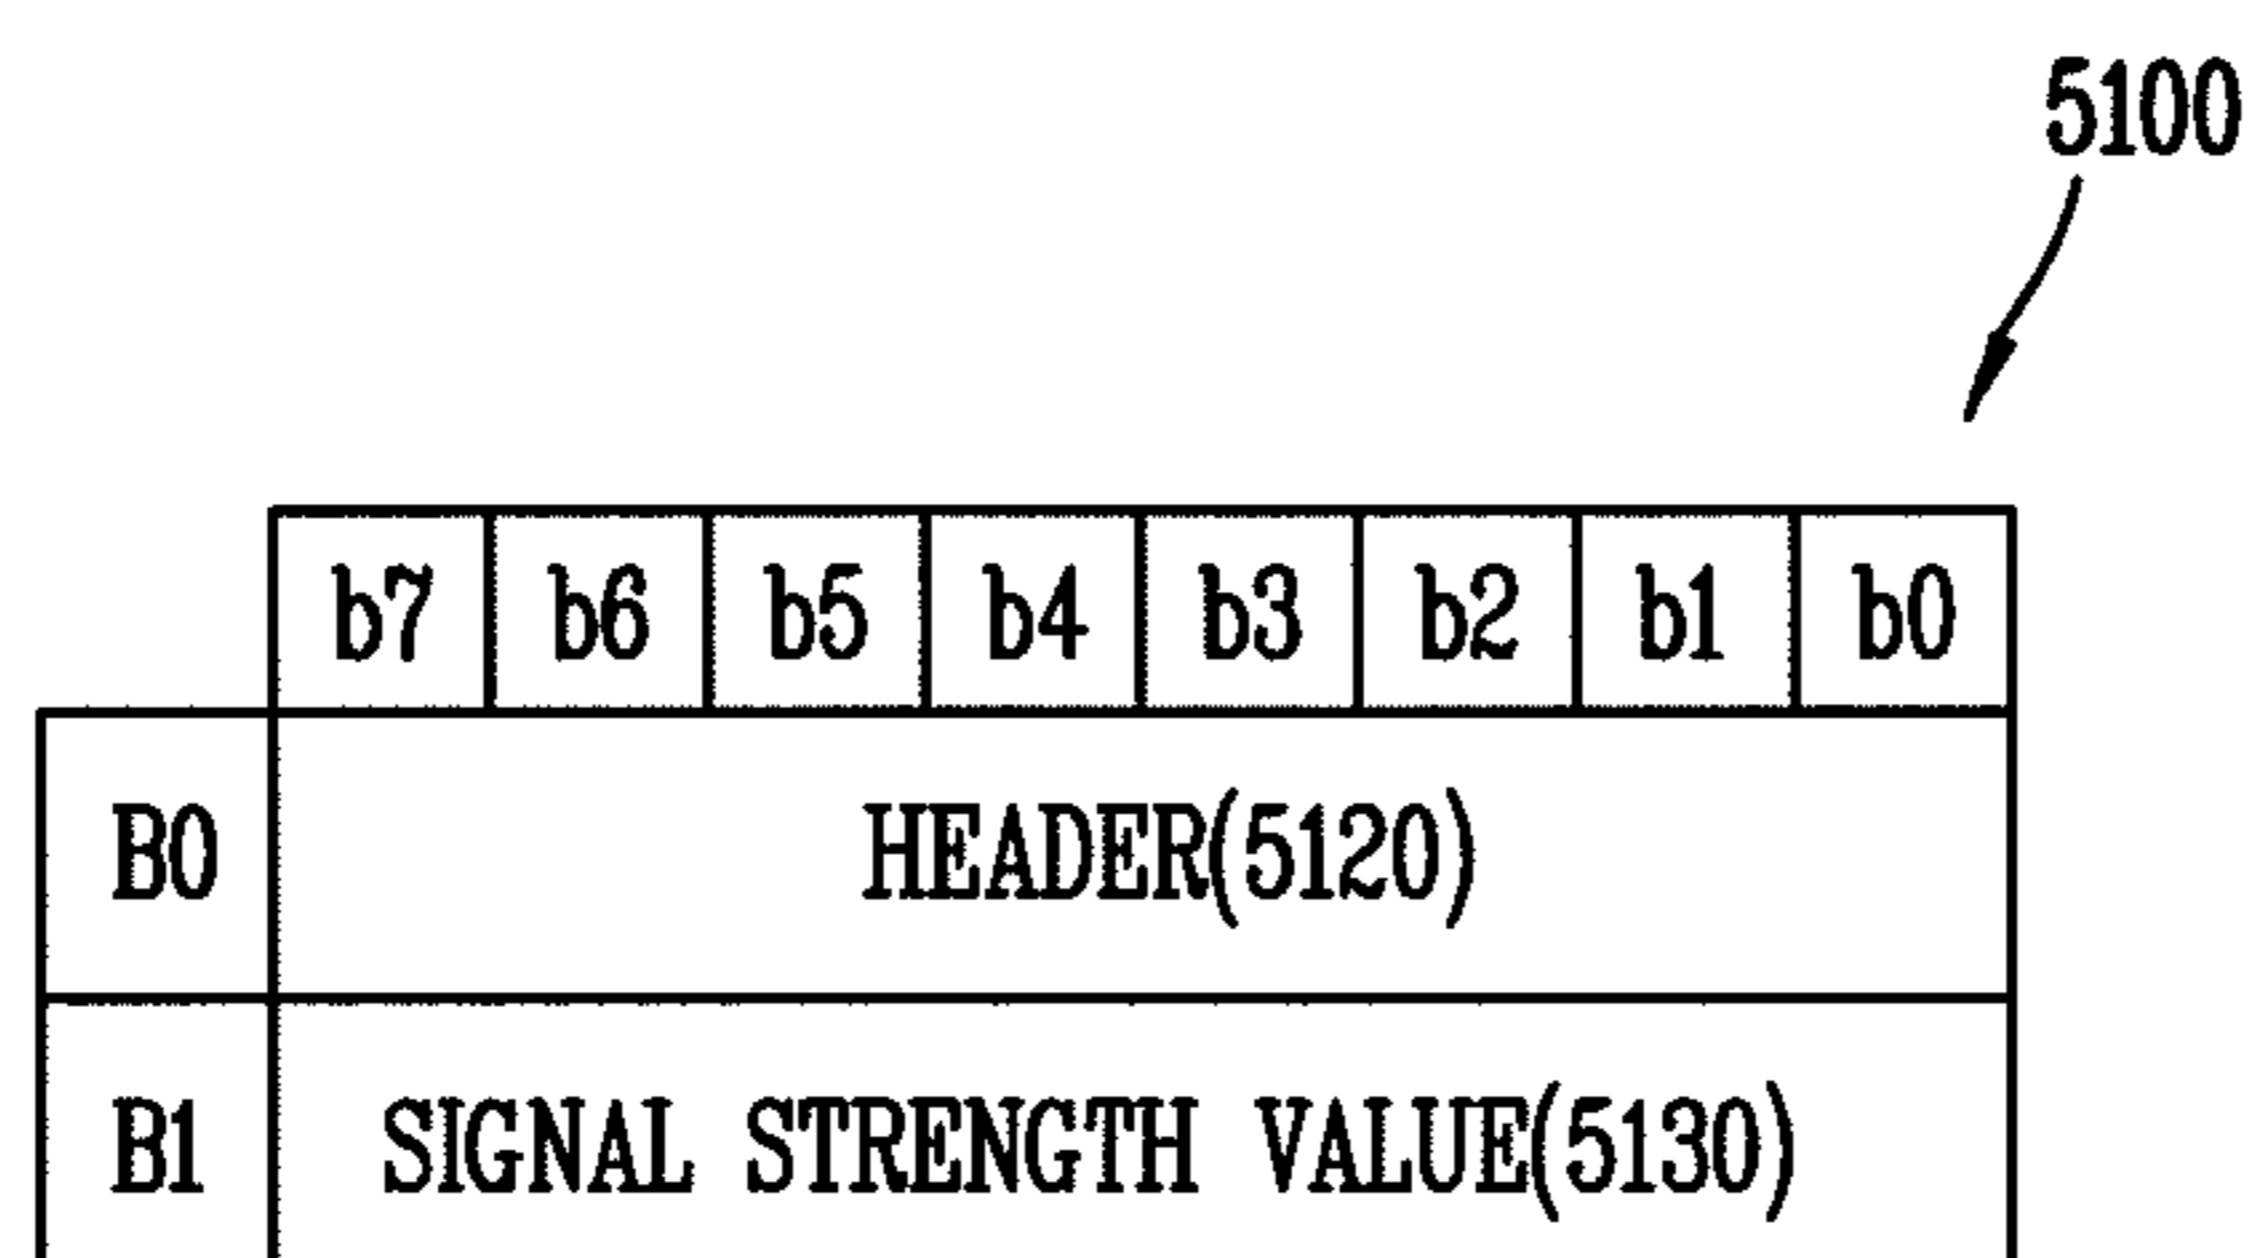 5100
b7 b6 b5 b4 b3 b2 b1 b0
B0 HEADER(5120)
B1 SIGNAL STRENGTH VALUE(5130)